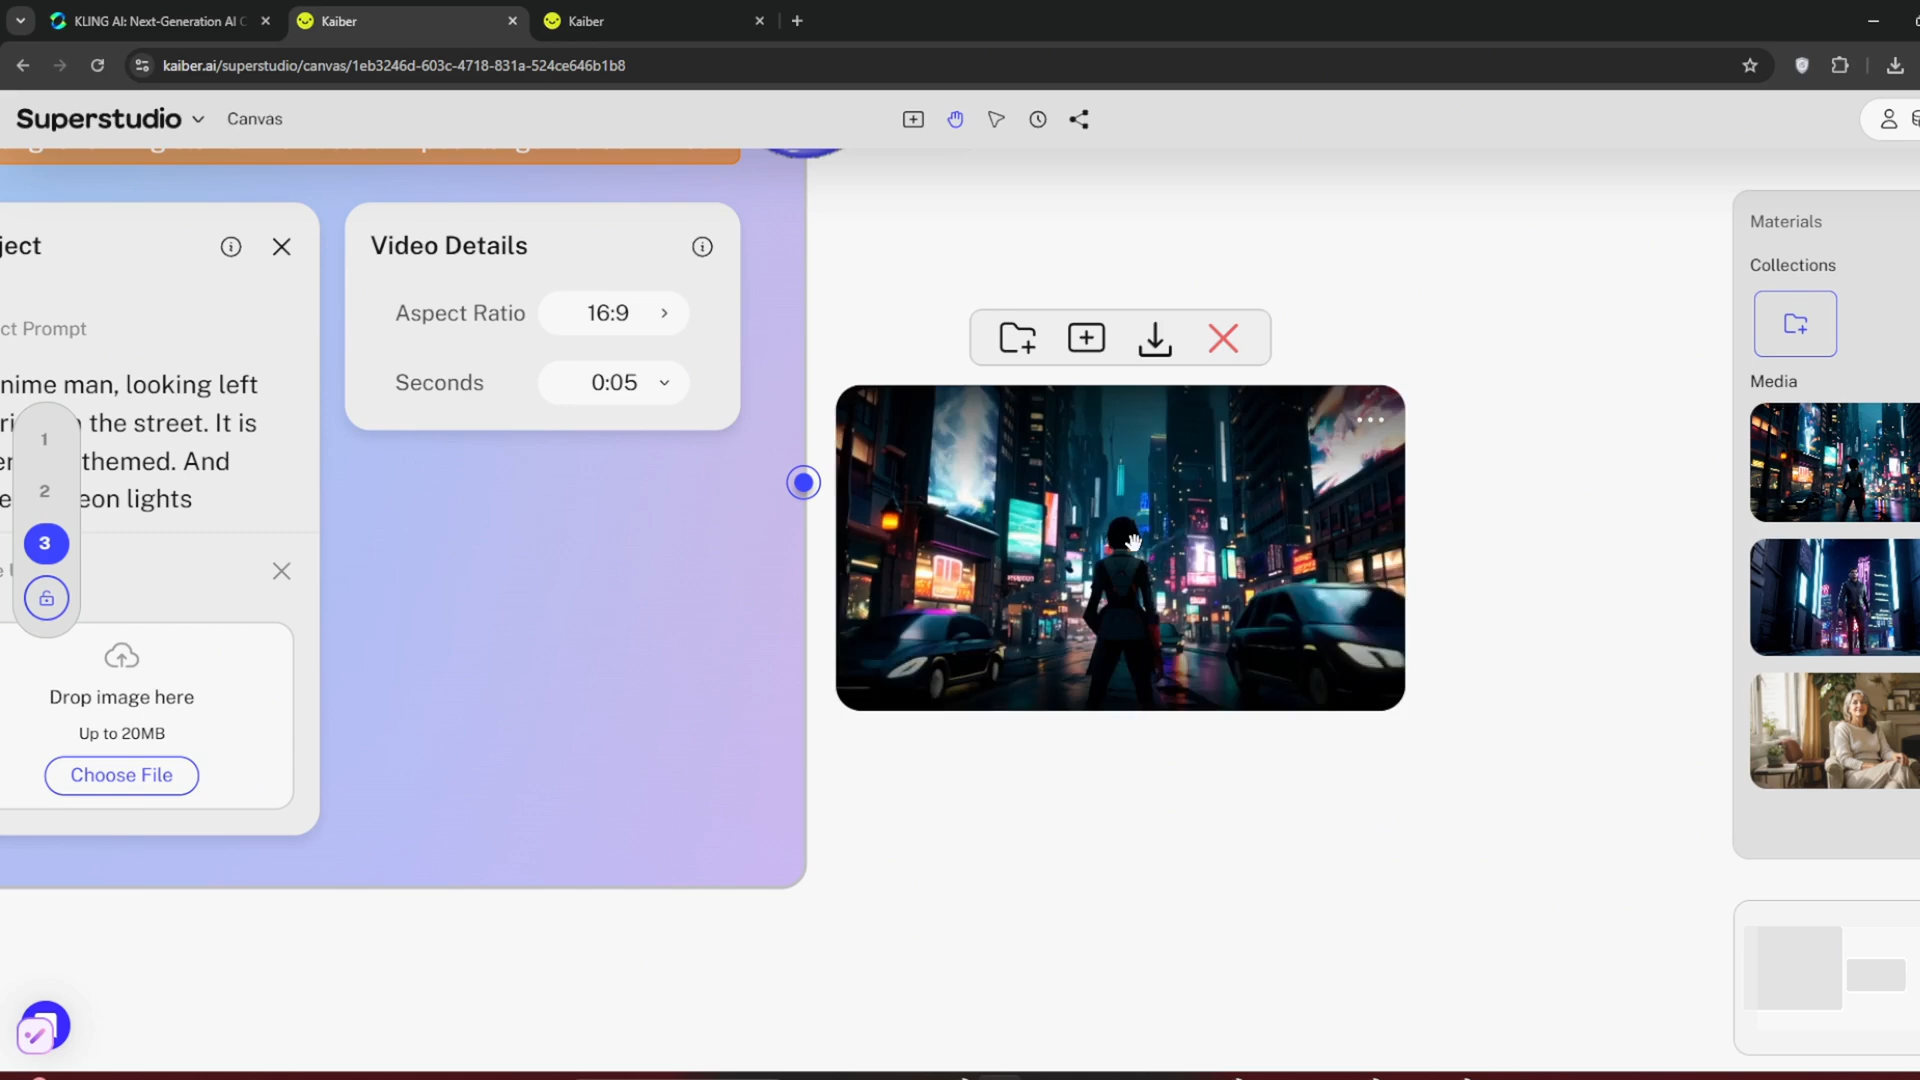 KLING AI: Next-Generation AI C
Kaiber
Kaiber
kaiber.ai/superstudio/canvas/1eb3246d-603c-4718-831a-524ce646b1b8
Superstudio
Canvas
ject
ct Prompt
nime man, looking left
the street. It is
themed. And
eon lights
1
2
3
Drop image here
Up to 20MB
Choose File
Video Details
Aspect Ratio 16:9
Seconds 0:05
Materials
Collections
Media